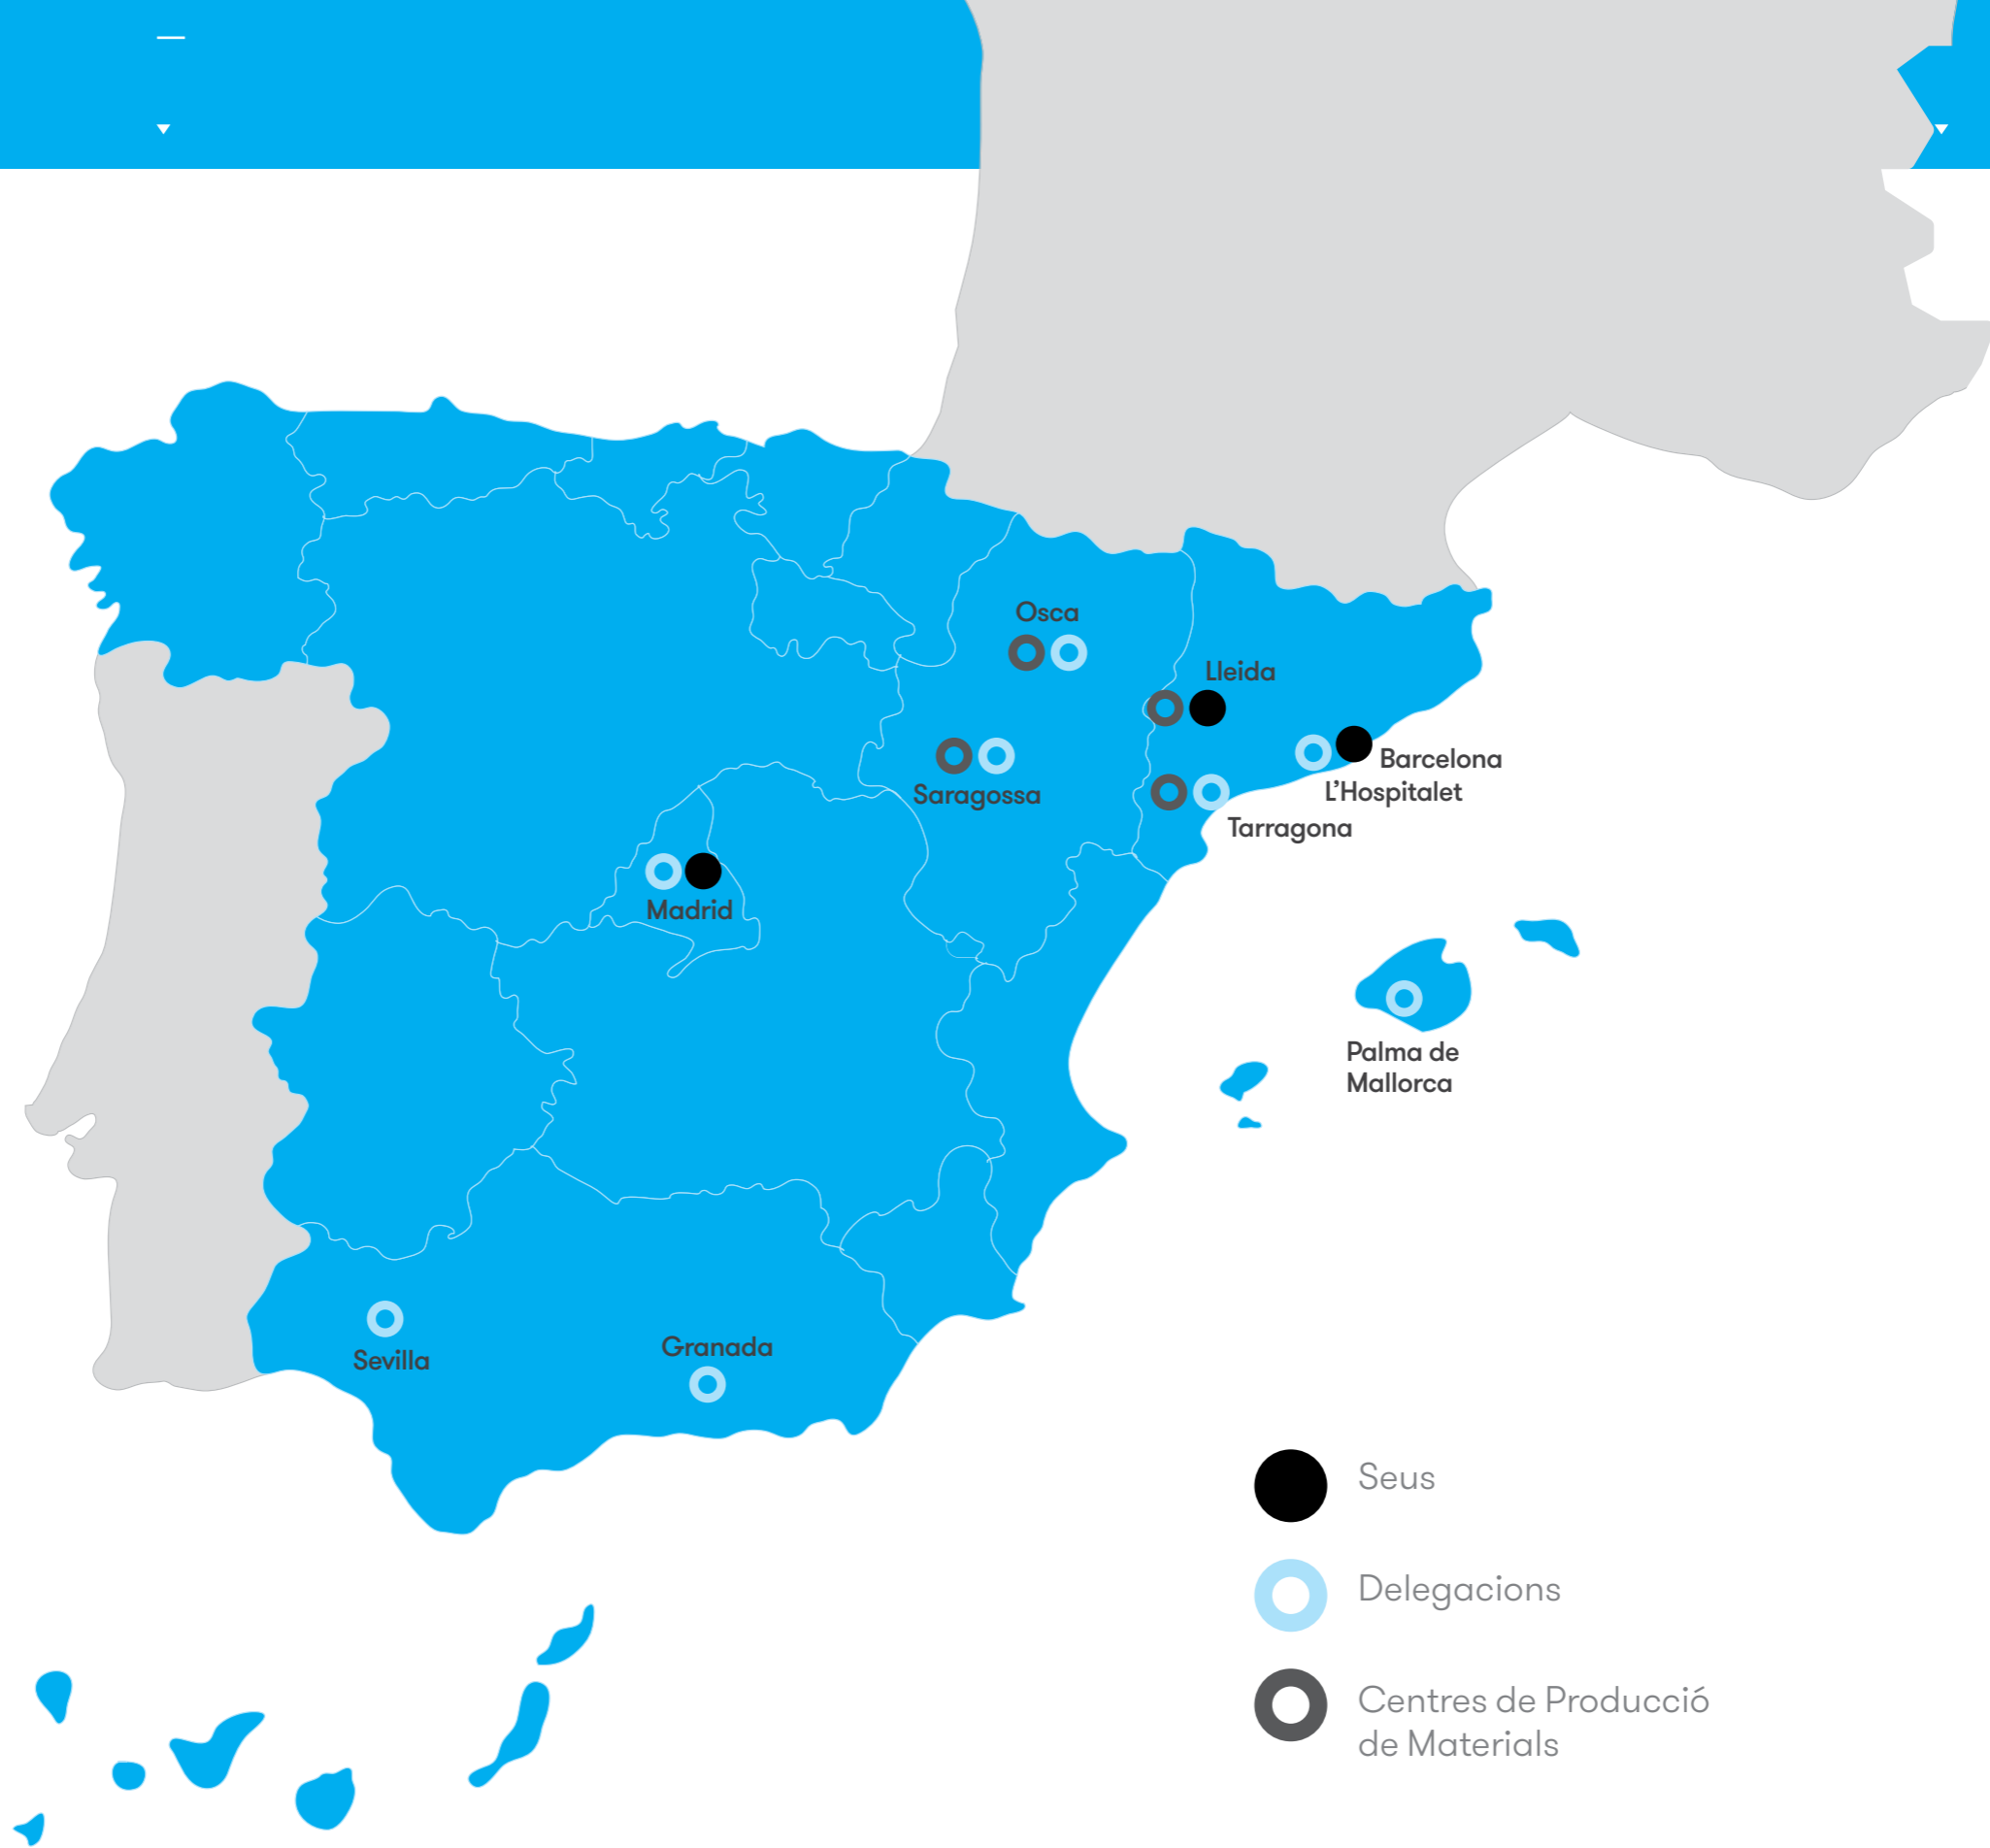 Osca
Lleida
Barcelona
L’Hospitalet
Saragossa
Tarragona
Madrid
Palma de
Mallorca
Sevilla
Granada
Seus
Delegacions
Centres de Producció
de Materials